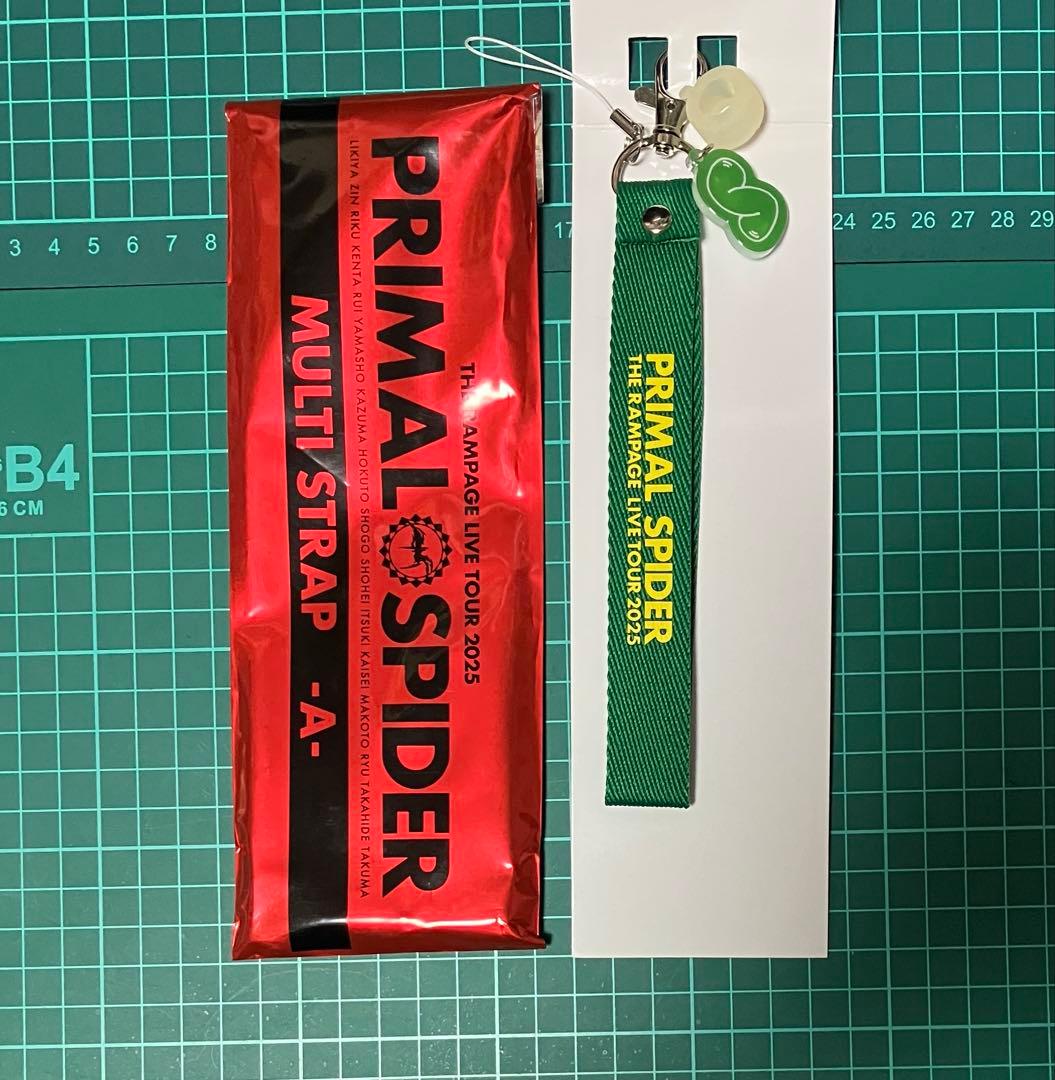 THE RAMPAGE LIVE TOUR 2025
PRIMAL SPIDER
LIKIYA ZIN RIKU KENTA RUI YAMASHO KAZUMA HOKUTO SHOGO SHOHEI ITSUKI KAISEI MAKOTO RYU TAKAHIDE TAKUMA
MULTI STRAP -A-
PRIMAL SPIDER
THE RAMPAGE LIVE TOUR 2025
3 4 5 6 7 8
17
24 25 26 27 28 29
B4
6 CM